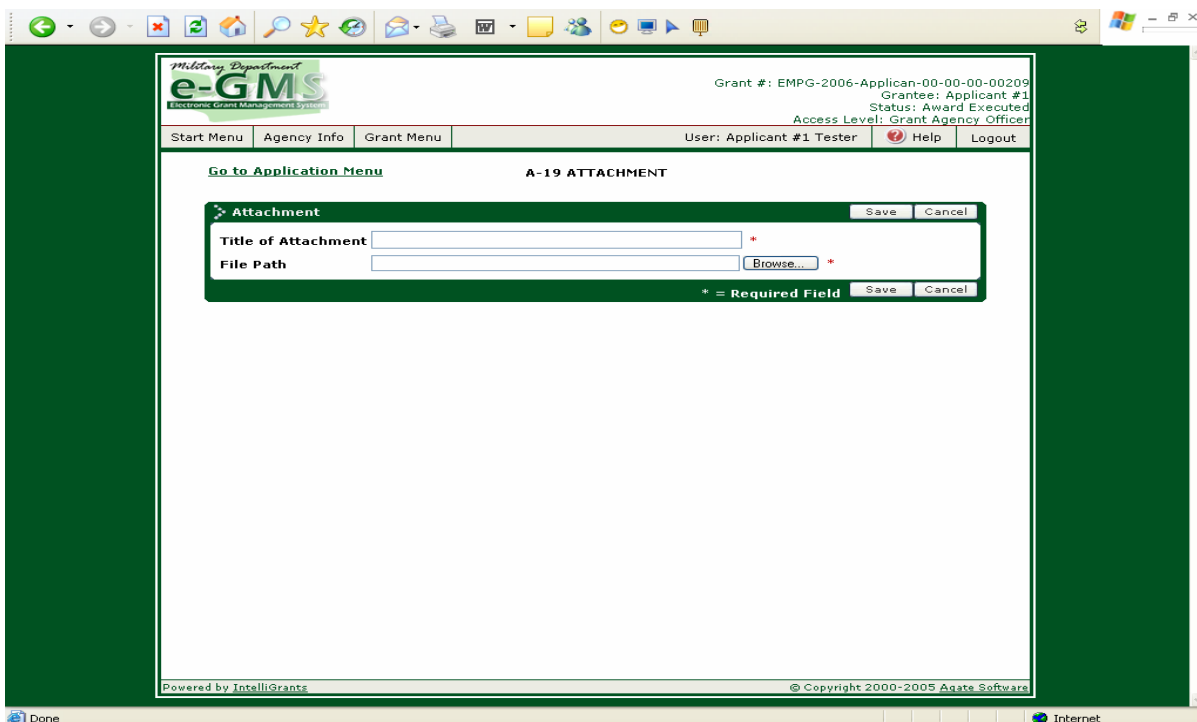 Military Department
e-GMS
Electronic Grant Management System
Grant #: EMPG-2006-Applican-00-00-00-00209
Grantee: Applicant #1
Status: Award Executed
Access Level: Grant Agency Officer
Start Menu Agency Info Grant Menu User: Applicant #1 Tester Help Logout
Go to Application Menu A-19 ATTACHMENT
Attachment Save Cancel
Title of Attachment *
File Path Browse... *
* = Required Field Save Cancel
Powered by IntelliGrants © Copyright 2000-2005 Agate Software
Done Internet